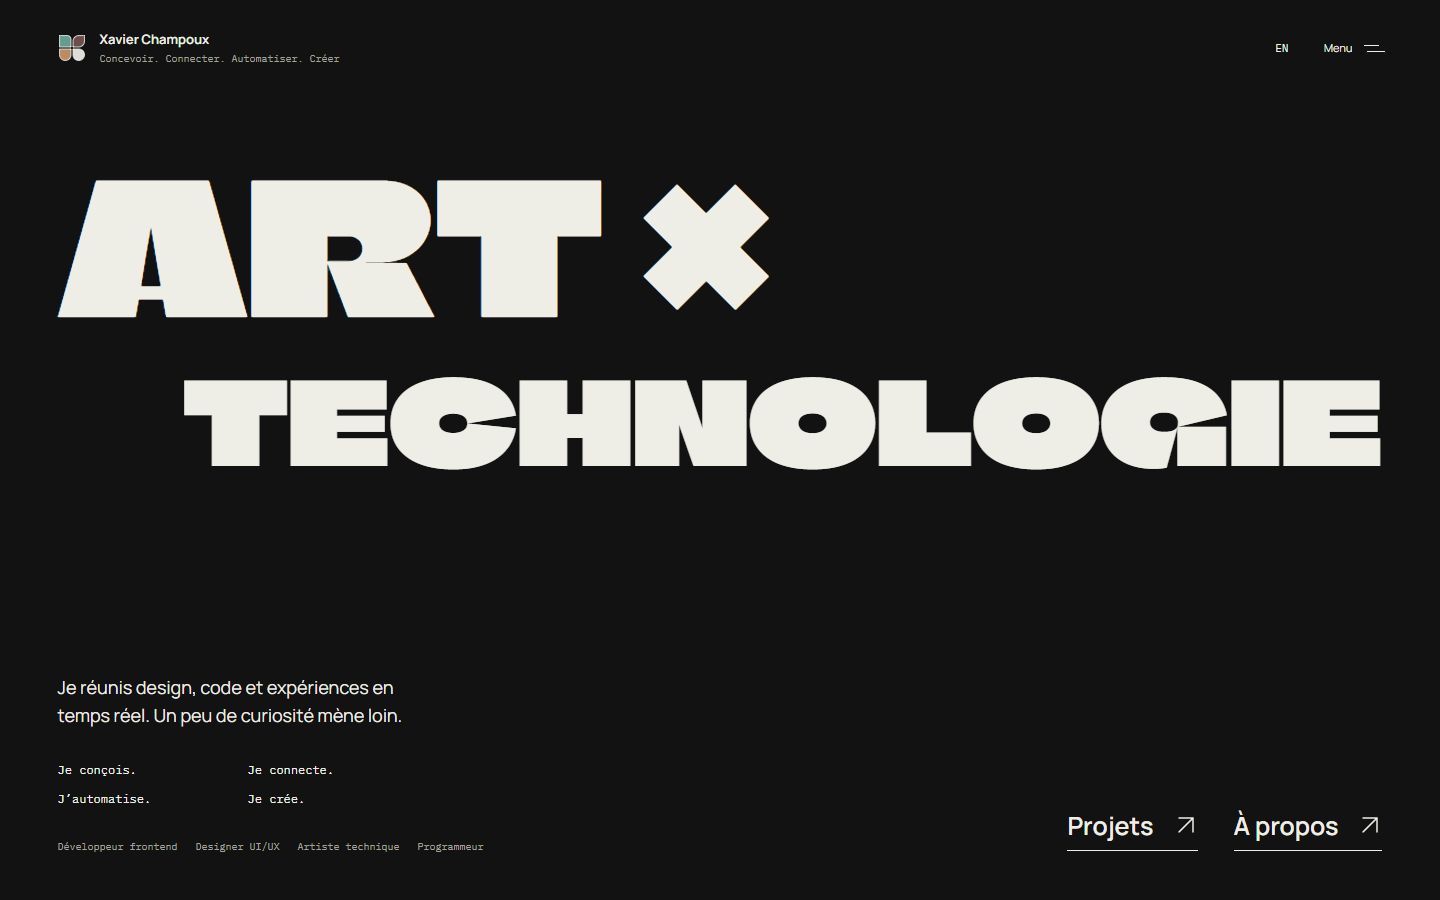 Xavier Champoux
Concevoir. Connecter. Automatiser. Créer
EN
Menu
ART ×
TECHNOLOGIE
Je réunis design, code et expériences en
temps réel. Un peu de curiosité mène loin.
Je conçois.
Je connecte.
J’automatise.
Je crée.
Développeur frontend
Designer UI/UX
Artiste technique
Programmeur
Projets
À propos